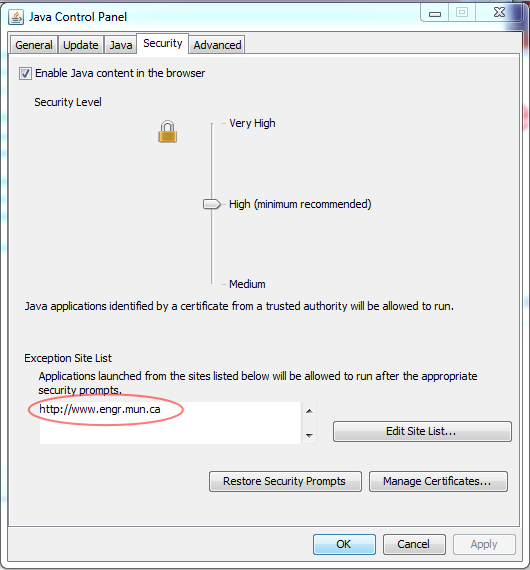 Java Control Panel
General Update Java Security Advanced
Enable Java content in the browser
Security Level
Very High
High (minimum recommended)
Medium
Java applications identified by a certificate from a trusted authority will be allowed to run.
Exception Site List
Applications launched from the sites listed below will be allowed to run after the appropriate
security prompts.
http://www.engr.mun.ca
Edit Site List...
Restore Security Prompts Manage Certificates...
OK Cancel Apply